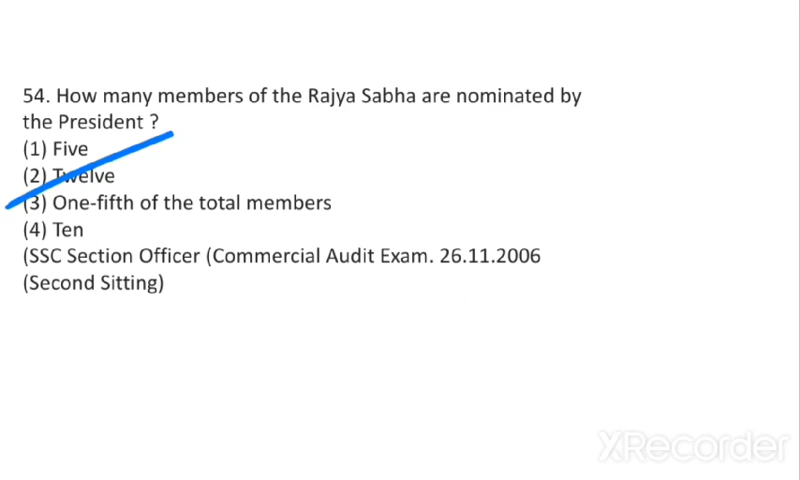 54. How many members of the Rajya Sabha are nominated by
the President ?
(1) Five
(2) Twelve
(3) One-fifth of the total members
(4) Ten
(SSC Section Officer (Commercial Audit Exam. 26.11.2006
(Second Sitting)
XRecorder